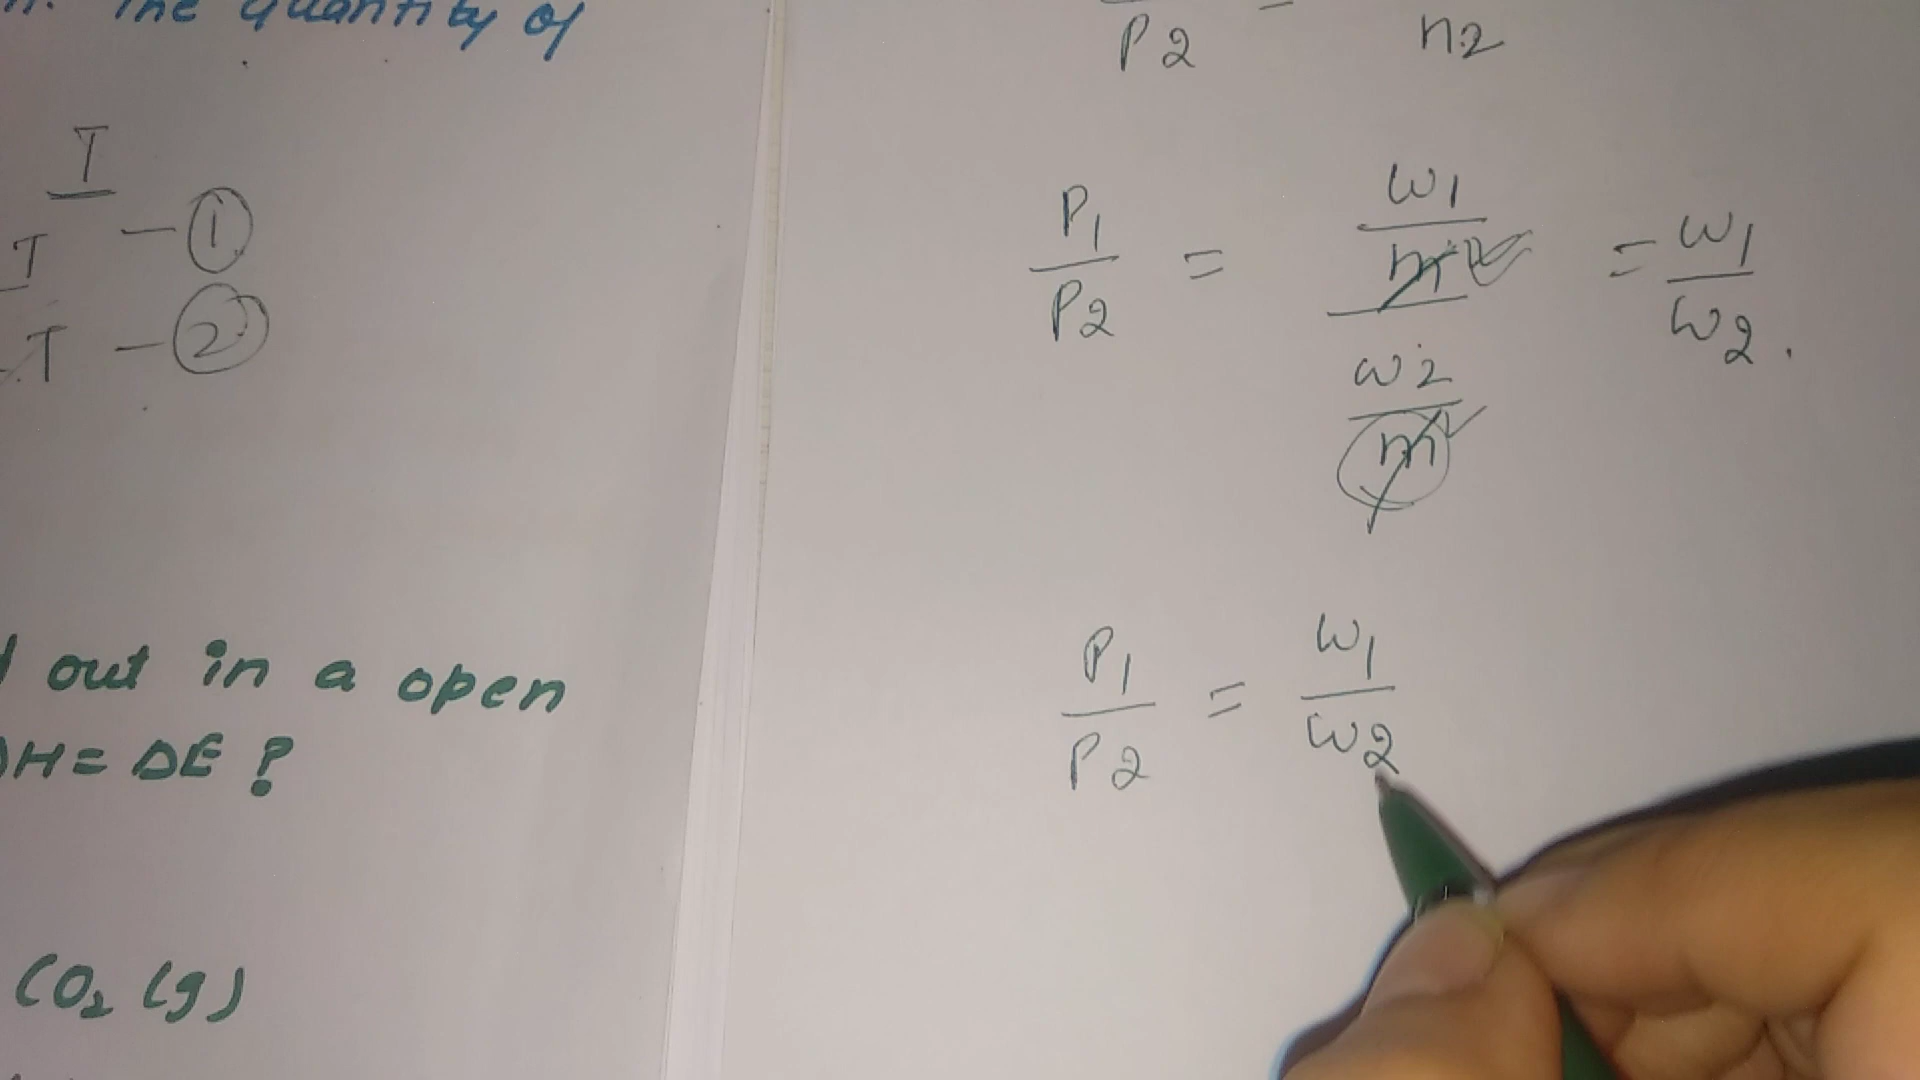 The quantity of
I
T — ①
T — ②
out in a open
ΔH = ΔE ?
CO₂ (g)
P2 n2
P1/P2 = (w1/m)/(w2/m) = w1/w2 .
P1/P2 = w1/w2